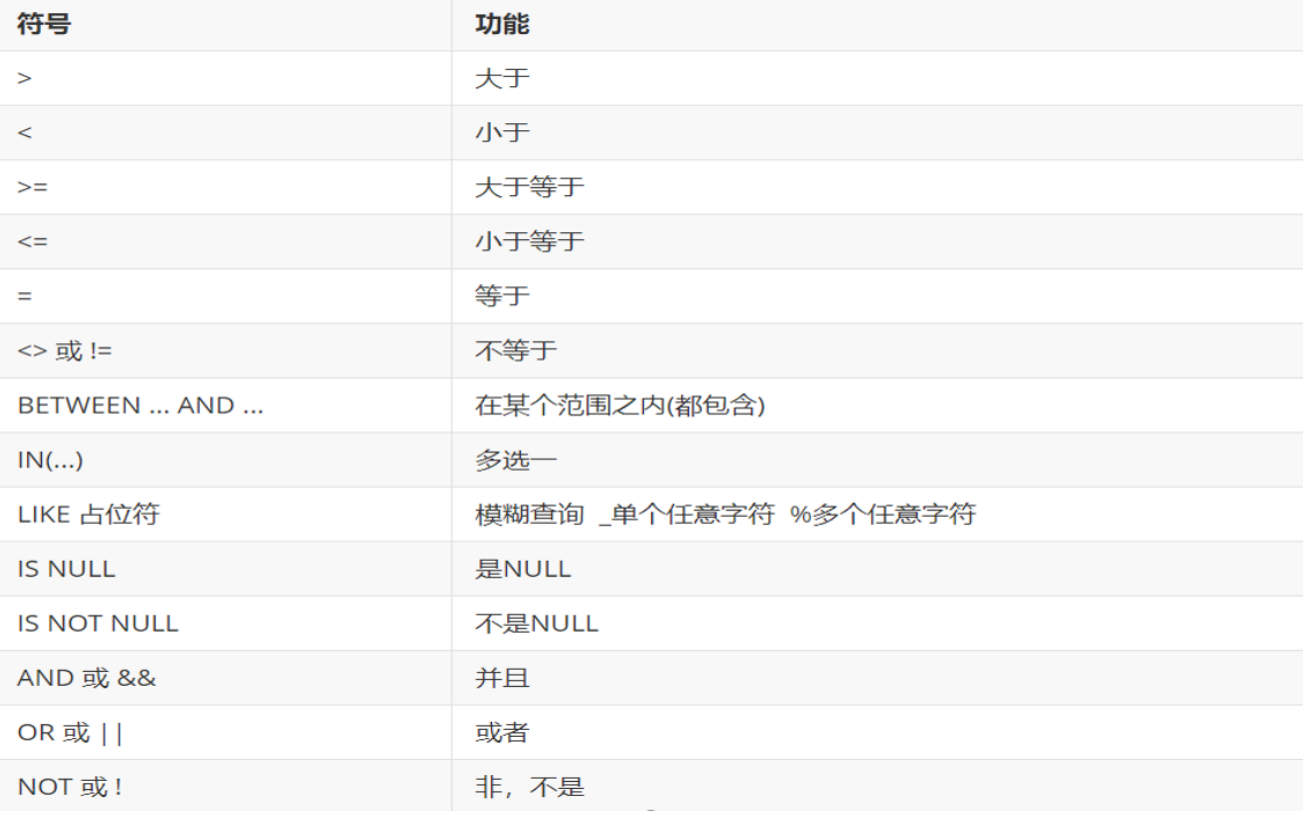 符号 功能
> 大于
< 小于
>= 大于等于
<= 小于等于
= 等于
<> 或 != 不等于
BETWEEN ... AND ... 在某个范围之内(都包含)
IN(...) 多选一
LIKE 占位符 模糊查询 _单个任意字符 %多个任意字符
IS NULL 是NULL
IS NOT NULL 不是NULL
AND 或 && 并且
OR 或 || 或者
NOT 或 ! 非，不是